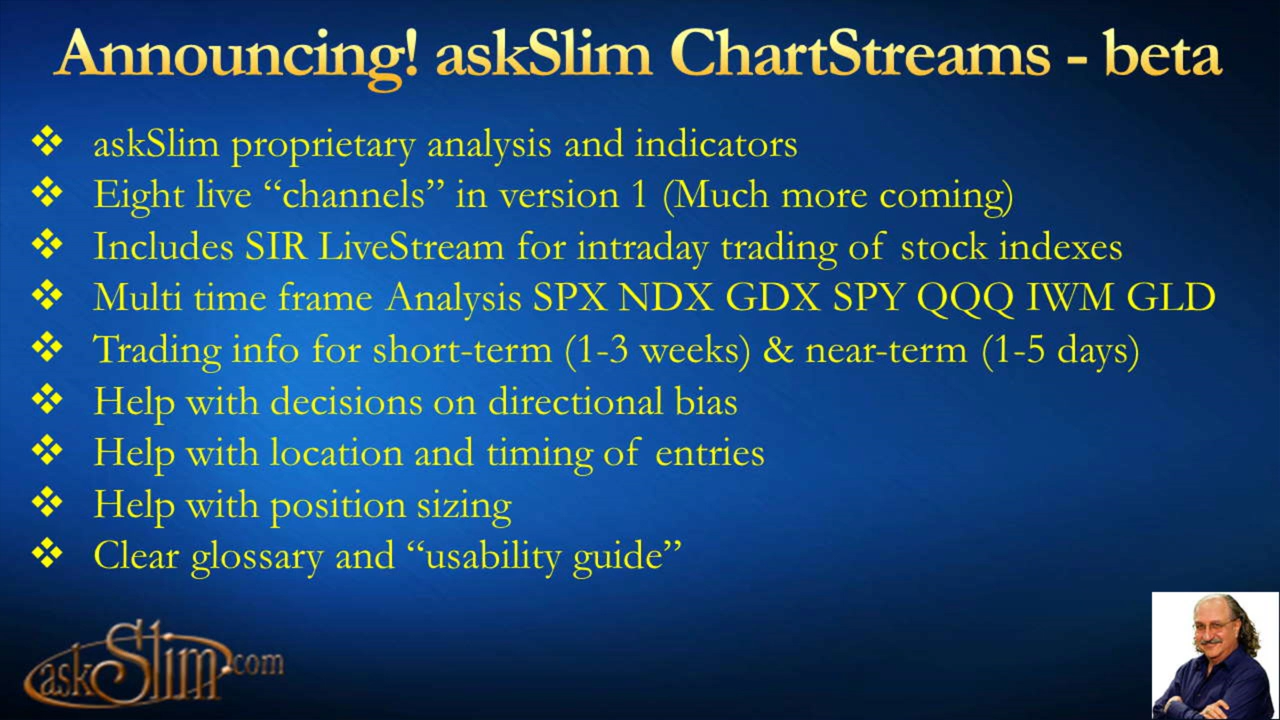 Announcing! askSlim ChartStreams - beta
❖ askSlim proprietary analysis and indicators
❖ Eight live “channels” in version 1 (Much more coming)
❖ Includes SIR LiveStream for intraday trading of stock indexes
❖ Multi time frame Analysis SPX NDX GDX SPY QQQ IWM GLD
❖ Trading info for short-term (1-3 weeks) & near-term (1-5 days)
❖ Help with decisions on directional bias
❖ Help with location and timing of entries
❖ Help with position sizing
❖ Clear glossary and “usability guide”
askSlim.com